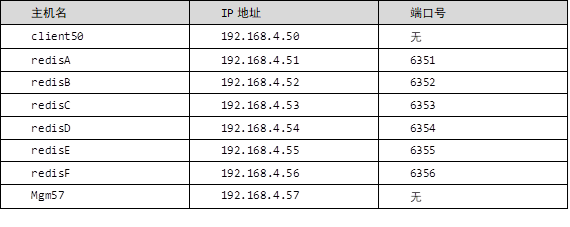 主机名 IP 地址 端口号
client50 192.168.4.50 无
redisA 192.168.4.51 6351
redisB 192.168.4.52 6352
redisC 192.168.4.53 6353
redisD 192.168.4.54 6354
redisE 192.168.4.55 6355
redisF 192.168.4.56 6356
Mgm57 192.168.4.57 无